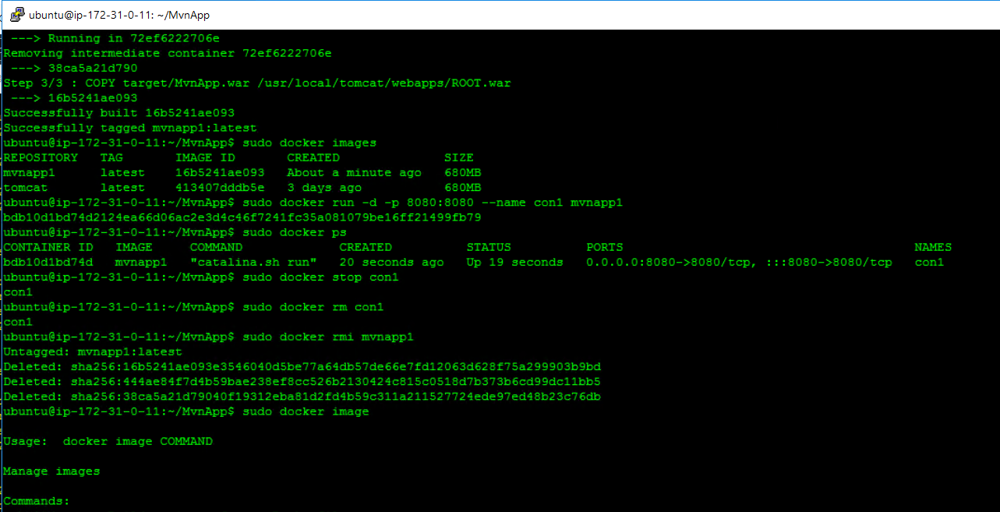 ubuntu@ip-172-31-0-11: ~/MvnApp
---> Running in 72ef6222706e
Removing intermediate container 72ef6222706e
---> 38ca5a21d790
Step 3/3 : COPY target/MvnApp.war /usr/local/tomcat/webapps/ROOT.war
---> 16b5241ae093
Successfully built 16b5241ae093
Successfully tagged mvnapp1:latest
ubuntu@ip-172-31-0-11:~/MvnApp$ sudo docker images
REPOSITORY   TAG       IMAGE ID       CREATED              SIZE
mvnapp1      latest    16b5241ae093   About a minute ago   680MB
tomcat       latest    413407dddb5e   3 days ago           680MB
ubuntu@ip-172-31-0-11:~/MvnApp$ sudo docker run -d -p 8080:8080 --name con1 mvnapp1
bdb10d1bd74d2124ea66d06ac2e3d4c46f7241fc35a081079be16ff21499fb79
ubuntu@ip-172-31-0-11:~/MvnApp$ sudo docker ps
CONTAINER ID   IMAGE     COMMAND             CREATED          STATUS          PORTS                                       NAMES
bdb10d1bd74d   mvnapp1   "catalina.sh run"   20 seconds ago   Up 19 seconds   0.0.0.0:8080->8080/tcp, :::8080->8080/tcp   con1
ubuntu@ip-172-31-0-11:~/MvnApp$ sudo docker stop con1
con1
ubuntu@ip-172-31-0-11:~/MvnApp$ sudo docker rm con1
con1
ubuntu@ip-172-31-0-11:~/MvnApp$ sudo docker rmi mvnapp1
Untagged: mvnapp1:latest
Deleted: sha256:16b5241ae093e3546040d5be77a64db57de66e7fd12063d628f75a299903b9bd
Deleted: sha256:444ae84f7d4b59bae238ef8cc526b2130424c815c0518d7b373b6cd99dc11bb5
Deleted: sha256:38ca5a21d79040f19312eba81d2fd4b59c311a211527724ede97ed48b23c76db
ubuntu@ip-172-31-0-11:~/MvnApp$ sudo docker image
Usage:  docker image COMMAND
Manage images
Commands: